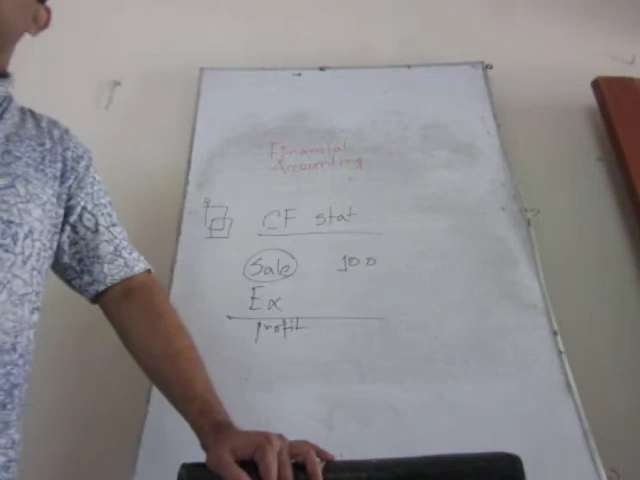 Financial
Accounting
CF stat
Sale 100
Ex
profit